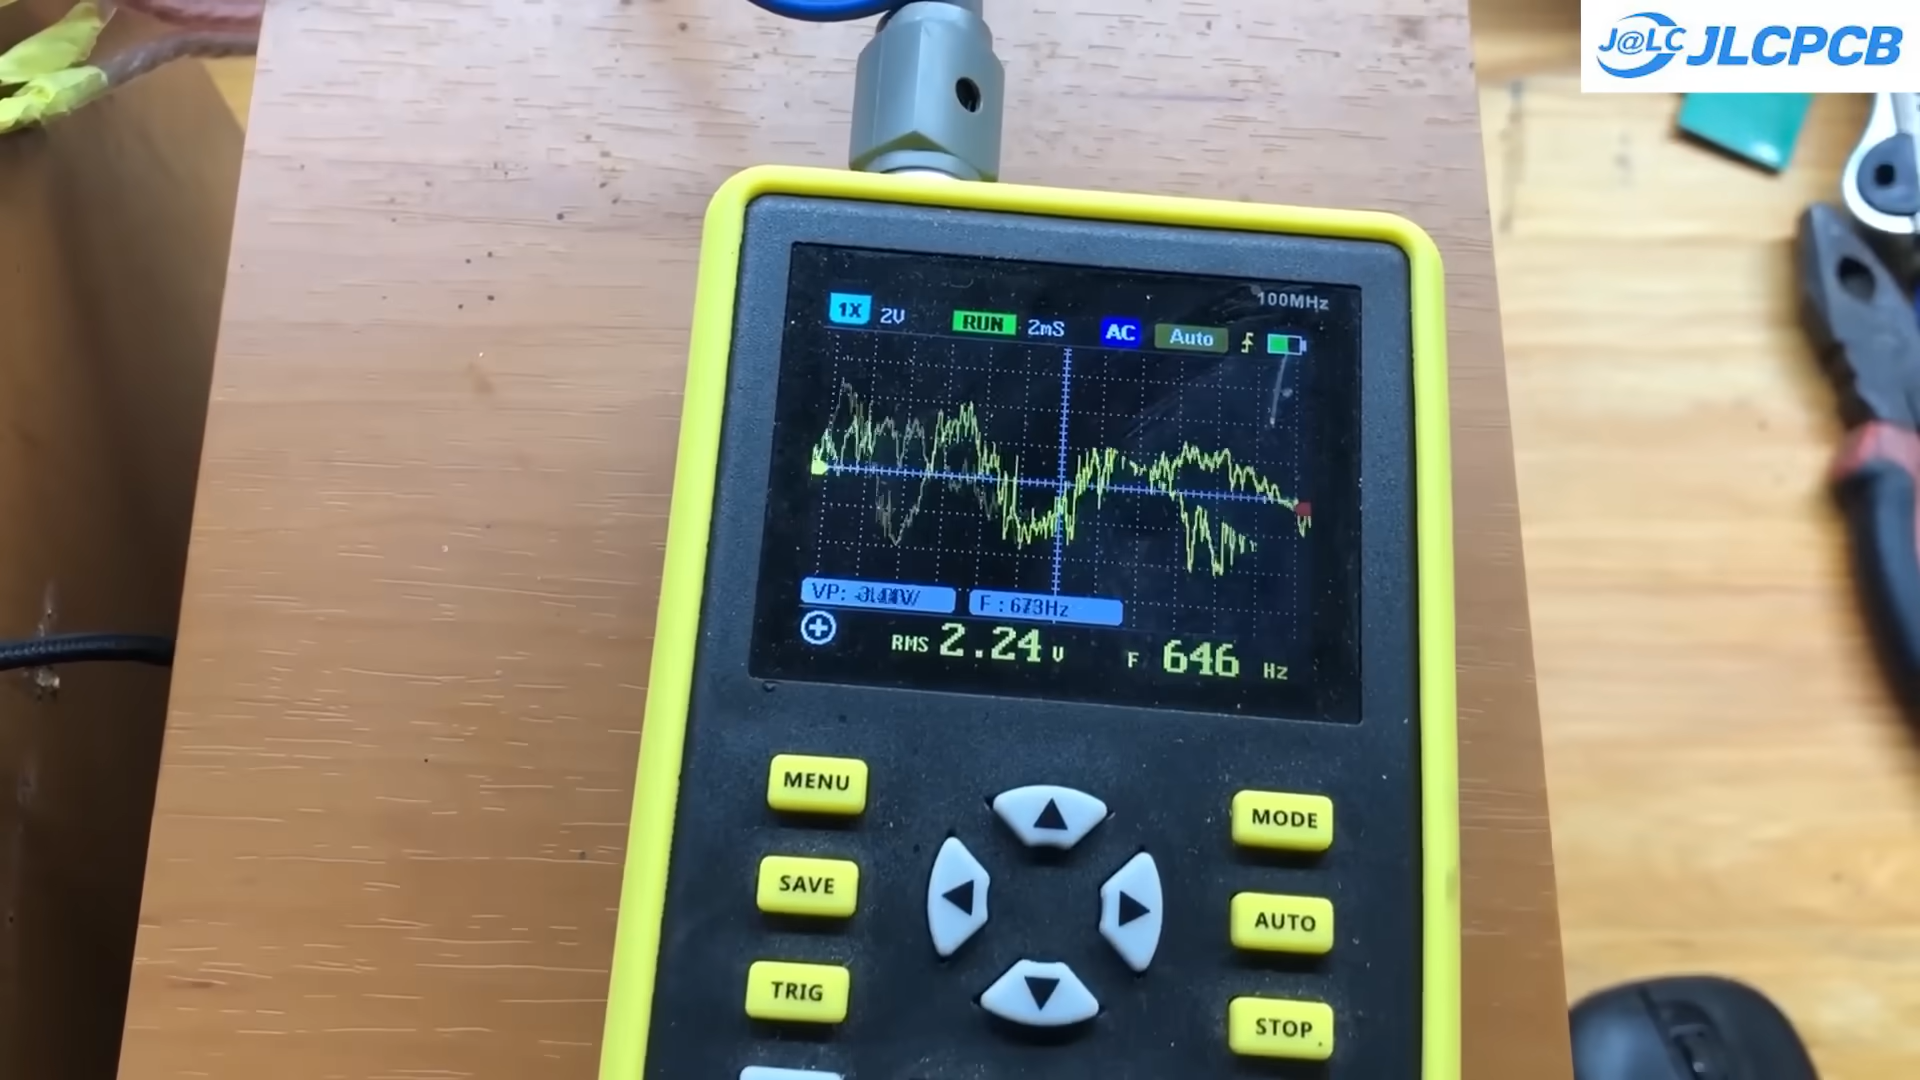 J@LC JLCPCB
100MHz
1X 2V RUN 2mS AC Auto
VP: F : 673Hz
RMS 2.24 V F 646 Hz
MENU
MODE
SAVE
AUTO
TRIG
STOP